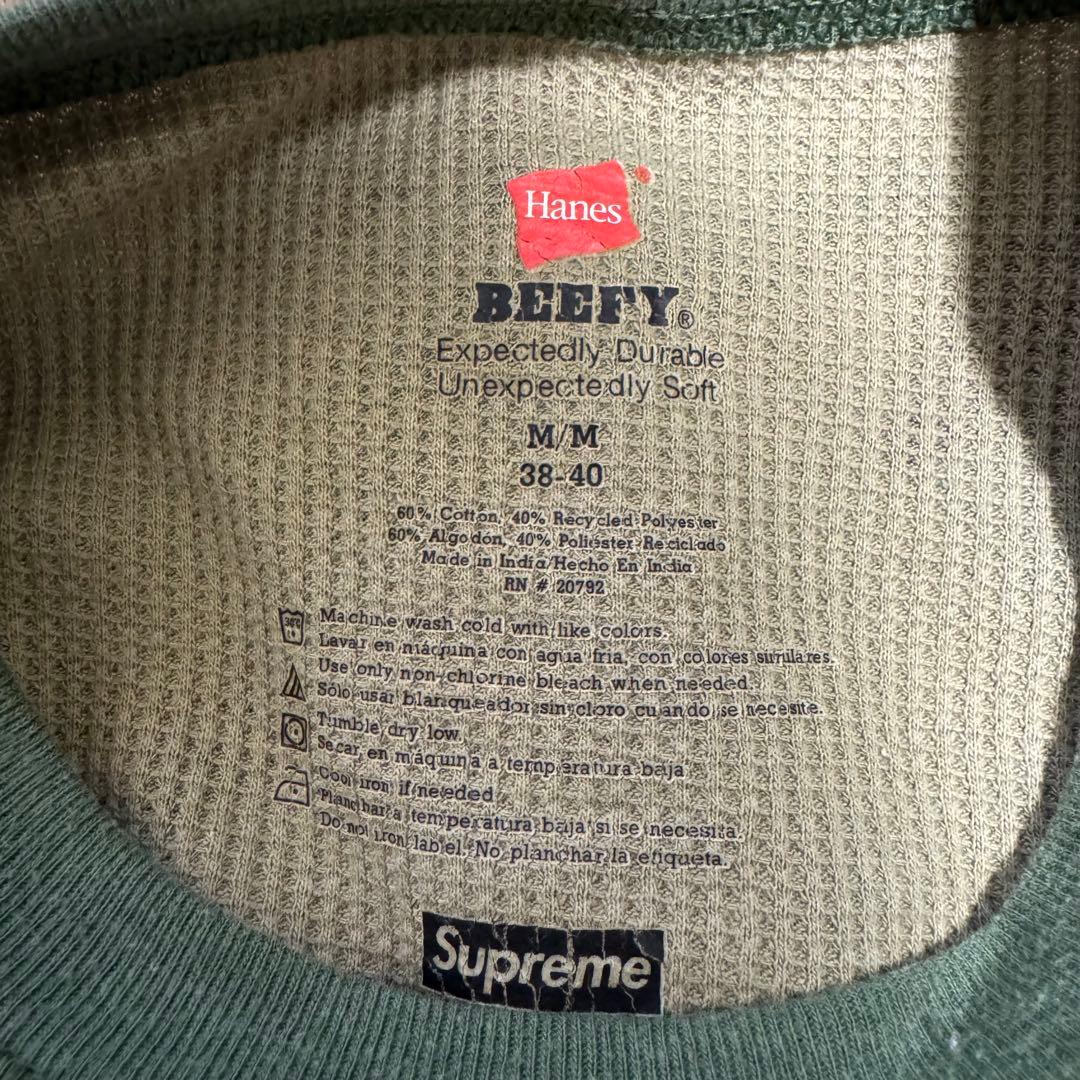 Hanes
BEEFY®
Expectedly Durable
Unexpectedly Soft
M/M
38-40
60% Cotton, 40% Recycled Polyester
60% Algodón, 40% Poliéster Reciclado
Made in India/Hecho En India
RN # 20792
Machine wash cold with like colors.
Lavar en máquina con agua fria, con colores similares.
Use only non-chlorine bleach when needed.
Sólo usar blanqueador sin cloro cuando se necesite.
Tumble dry low.
Secar en máquina a temperatura baja
Cool iron if needed
Planchar a temperatura baja si se necesita.
Do not iron label. No planchar la etiqueta.
Supreme